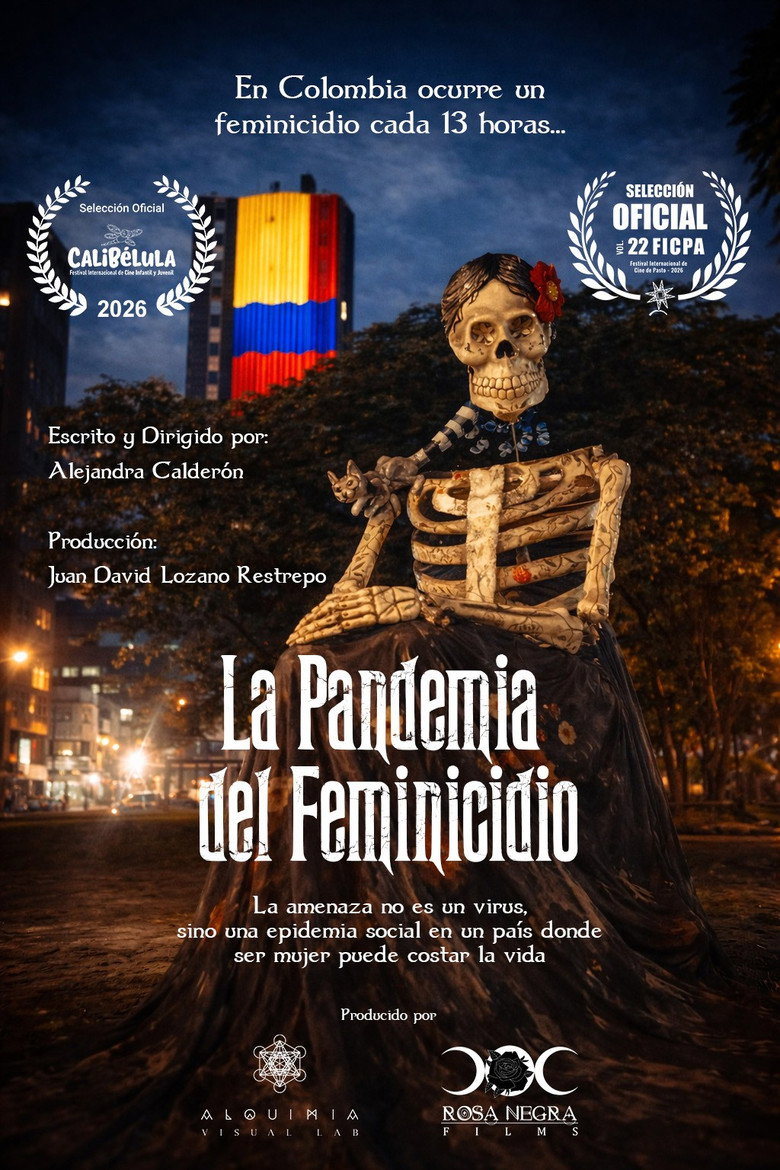 En Colombia ocurre un
feminicidio cada 13 horas...
Selección Oficial
CALIBÉLULA
Festival Internacional de Cine Infantil y Juvenil
2026
SELECCIÓN
OFICIAL
VOL. 22 FICPA
Festival Internacional de
Cine de Pasto - 2026
Escrito y Dirigido por:
Alejandra Calderón
Producción:
Juan David Lozano Restrepo
La Pandemia
del Feminicidio
La amenaza no es un virus,
sino una epidemia social en un país donde
ser mujer puede costar la vida
Producido por
ALQUIMIA
VISUAL LAB
ROSA NEGRA
FILMS